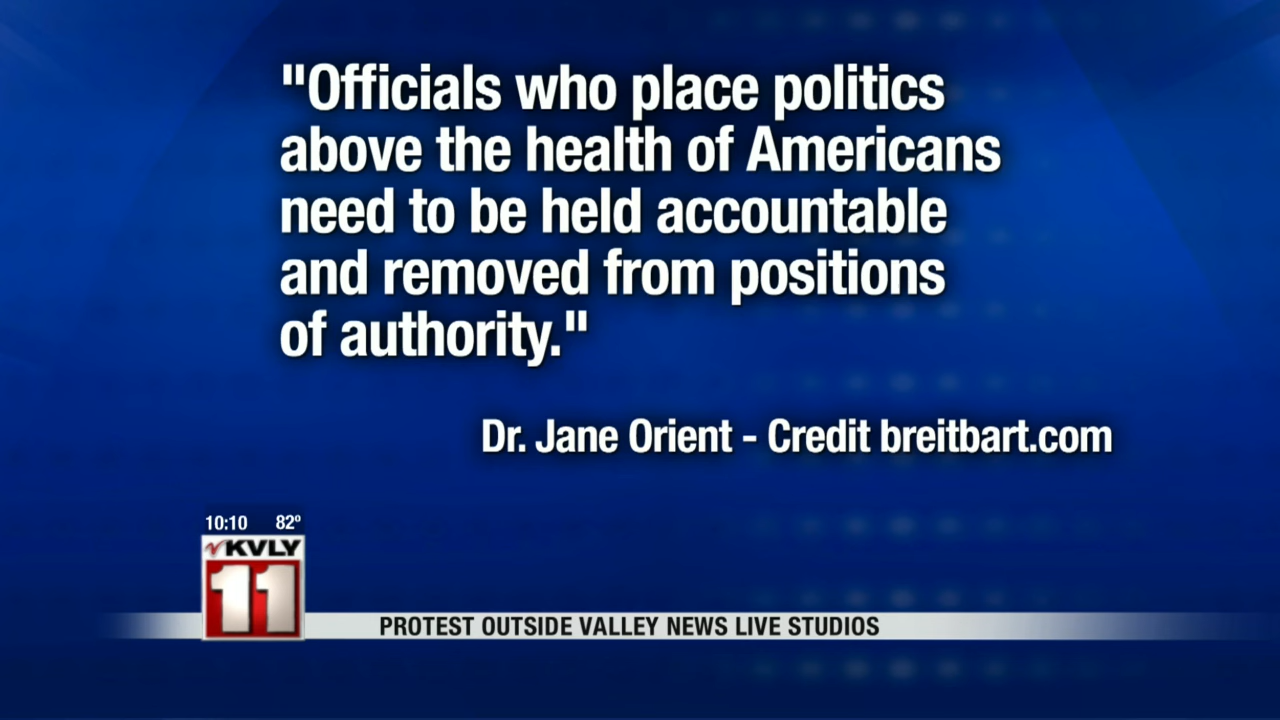 "Officials who place politics
above the health of Americans
need to be held accountable
and removed from positions
of authority."
Dr. Jane Orient - Credit breitbart.com
10:10 82º
KVLY
11
PROTEST OUTSIDE VALLEY NEWS LIVE STUDIOS